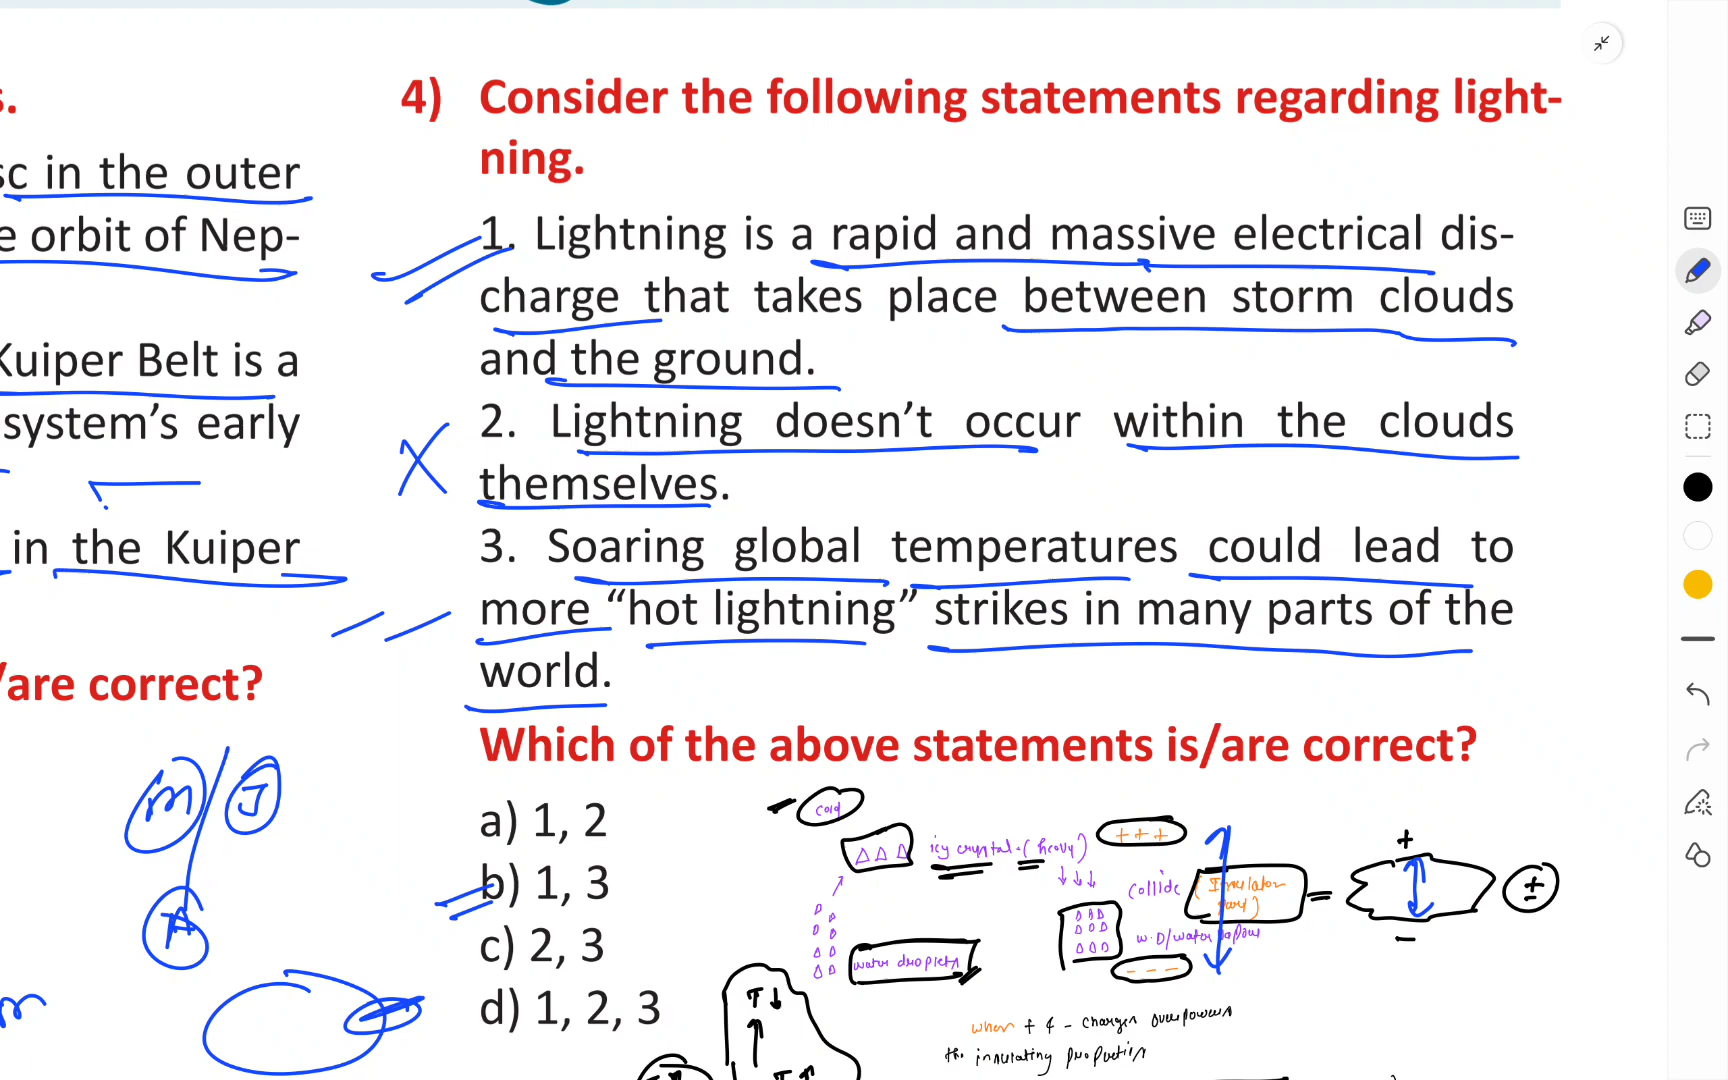 s.
sc in the outer
e orbit of Nep-
Kuiper Belt is a
system's early
in the Kuiper
/are correct?
M J
A
m
4) Consider the following statements regarding light-
ning.
1. Lightning is a rapid and massive electrical dis-
charge that takes place between storm clouds
and the ground.
2. Lightning doesn't occur within the clouds
themselves.
3. Soaring global temperatures could lead to
more “hot lightning” strikes in many parts of the
world.
Which of the above statements is/are correct?
a) 1, 2
b) 1, 3
c) 2, 3
d) 1, 2, 3
cold
icy crystal (heavy)
+ + +
collide
(Insulator
W.D/water
water droplets
- - -
+
-
±
T↓
when + & - charges overpowers
the insulating